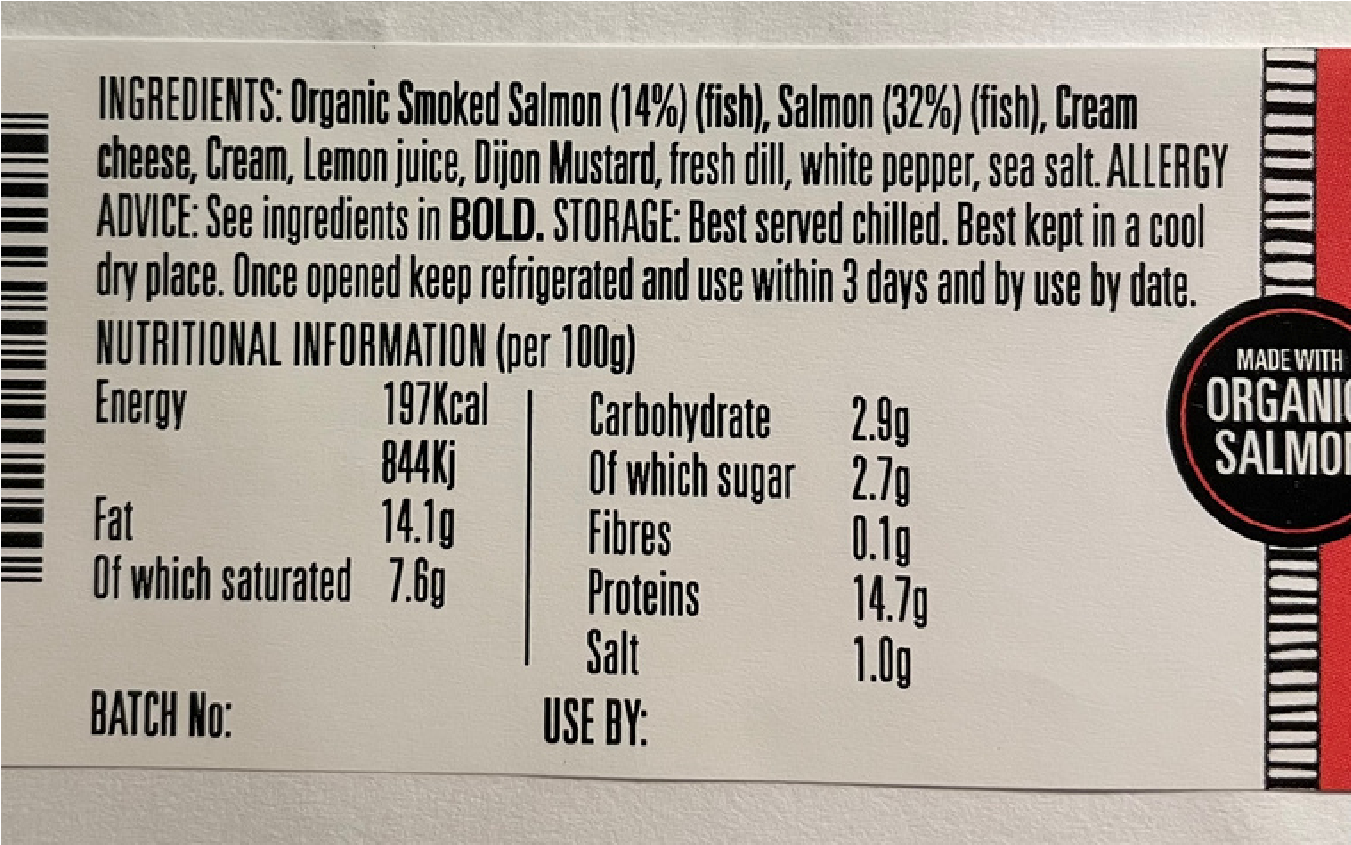 INGREDIENTS: Organic Smoked Salmon (14%) (fish), Salmon (32%) (fish), Cream
cheese, Cream, Lemon juice, Dijon Mustard, fresh dill, white pepper, sea salt. ALLERGY
ADVICE: See ingredients in BOLD. STORAGE: Best served chilled. Best kept in a cool
dry place. Once opened keep refrigerated and use within 3 days and by use by date.
NUTRITIONAL INFORMATION (per 100g)
Energy 197Kcal
844Kj
Fat 14.1g
Of which saturated 7.6g
Carbohydrate 2.9g
Of which sugar 2.7g
Fibres 0.1g
Proteins 14.7g
Salt 1.0g
BATCH No: USE BY:
MADE WITH
ORGANIC
SALMON